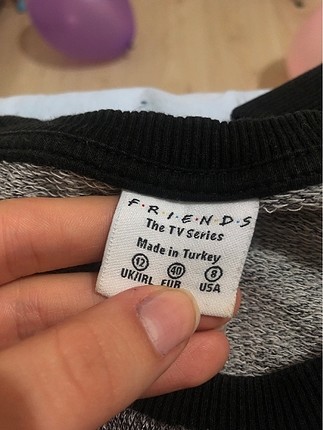 F·R·I·E·N·D·S
The TV Series
Made in Turkey
12 40 8
UK/IRL EUR USA